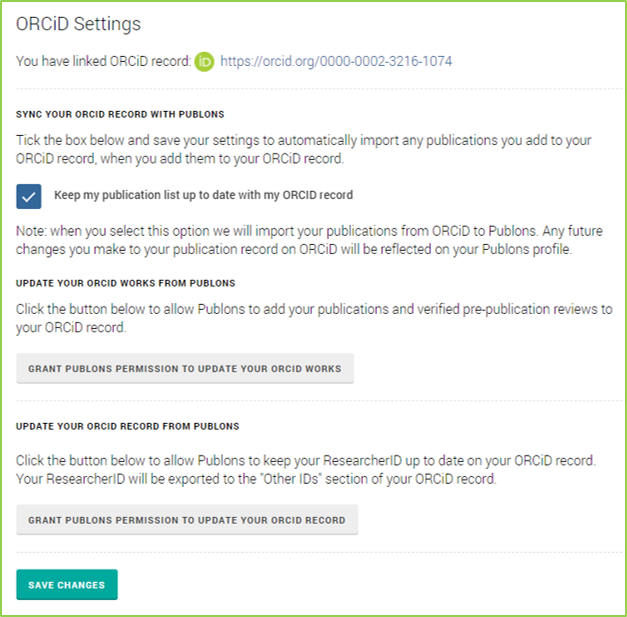 ORCiD Settings
You have linked ORCiD record: iD https://orcid.org/0000-0002-3216-1074
SYNC YOUR ORCID RECORD WITH PUBLONS
Tick the box below and save your settings to automatically import any publications you add to your
ORCiD record, when you add them to your ORCiD record.
Keep my publication list up to date with my ORCID record
Note: when you select this option we will import your publications from ORCiD to Publons. Any future
changes you make to your publication record on ORCiD will be reflected on your Publons profile.
UPDATE YOUR ORCID WORKS FROM PUBLONS
Click the button below to allow Publons to add your publications and verified pre-publication reviews to
your ORCiD record.
GRANT PUBLONS PERMISSION TO UPDATE YOUR ORCID WORKS
UPDATE YOUR ORCID RECORD FROM PUBLONS
Click the button below to allow Publons to keep your ResearcherID up to date on your ORCiD record.
Your ResearcherID will be exported to the "Other IDs" section of your ORCiD record.
GRANT PUBLONS PERMISSION TO UPDATE YOUR ORCID RECORD
SAVE CHANGES